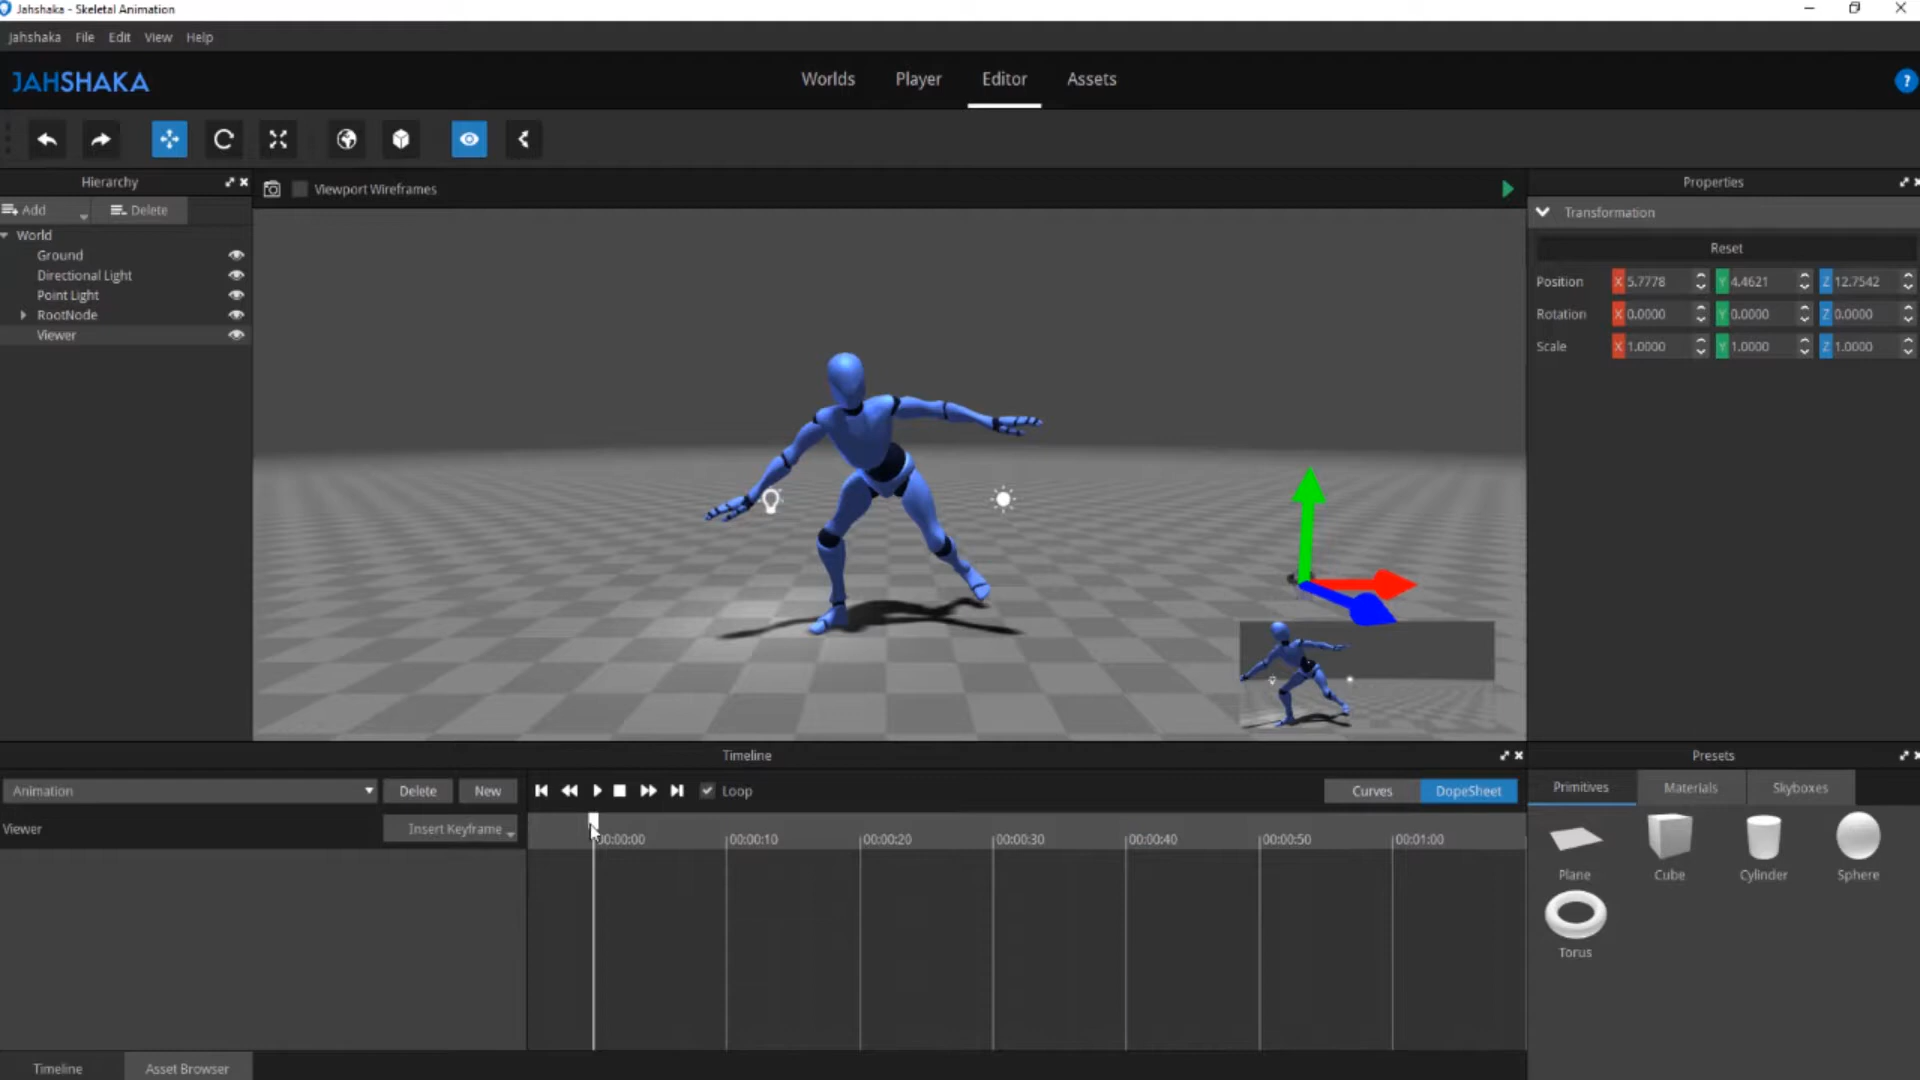 Jahshaka - Skeletal Animation
Jahshaka File Edit View Help
JAHSHAKA
Worlds Player Editor Assets
?
Hierarchy
Viewport Wireframes
Properties
Add Delete
Transformation
World
Reset
Ground
Directional Light
Position X 5.7778 Y 4.4621 Z 12.7542
Point Light
RootNode
Rotation X 0.0000 Y 0.0000 Z 0.0000
Viewer
Scale X 1.0000 Y 1.0000 Z 1.0000
Timeline
Presets
Animation Delete New Loop Curves DopeSheet
Primitives Materials Skyboxes
Viewer Insert Keyframe
00:00:00 00:00:10 00:00:20 00:00:30 00:00:40 00:00:50 00:01:00
Plane Cube Cylinder Sphere
Torus
Timeline Asset Browser